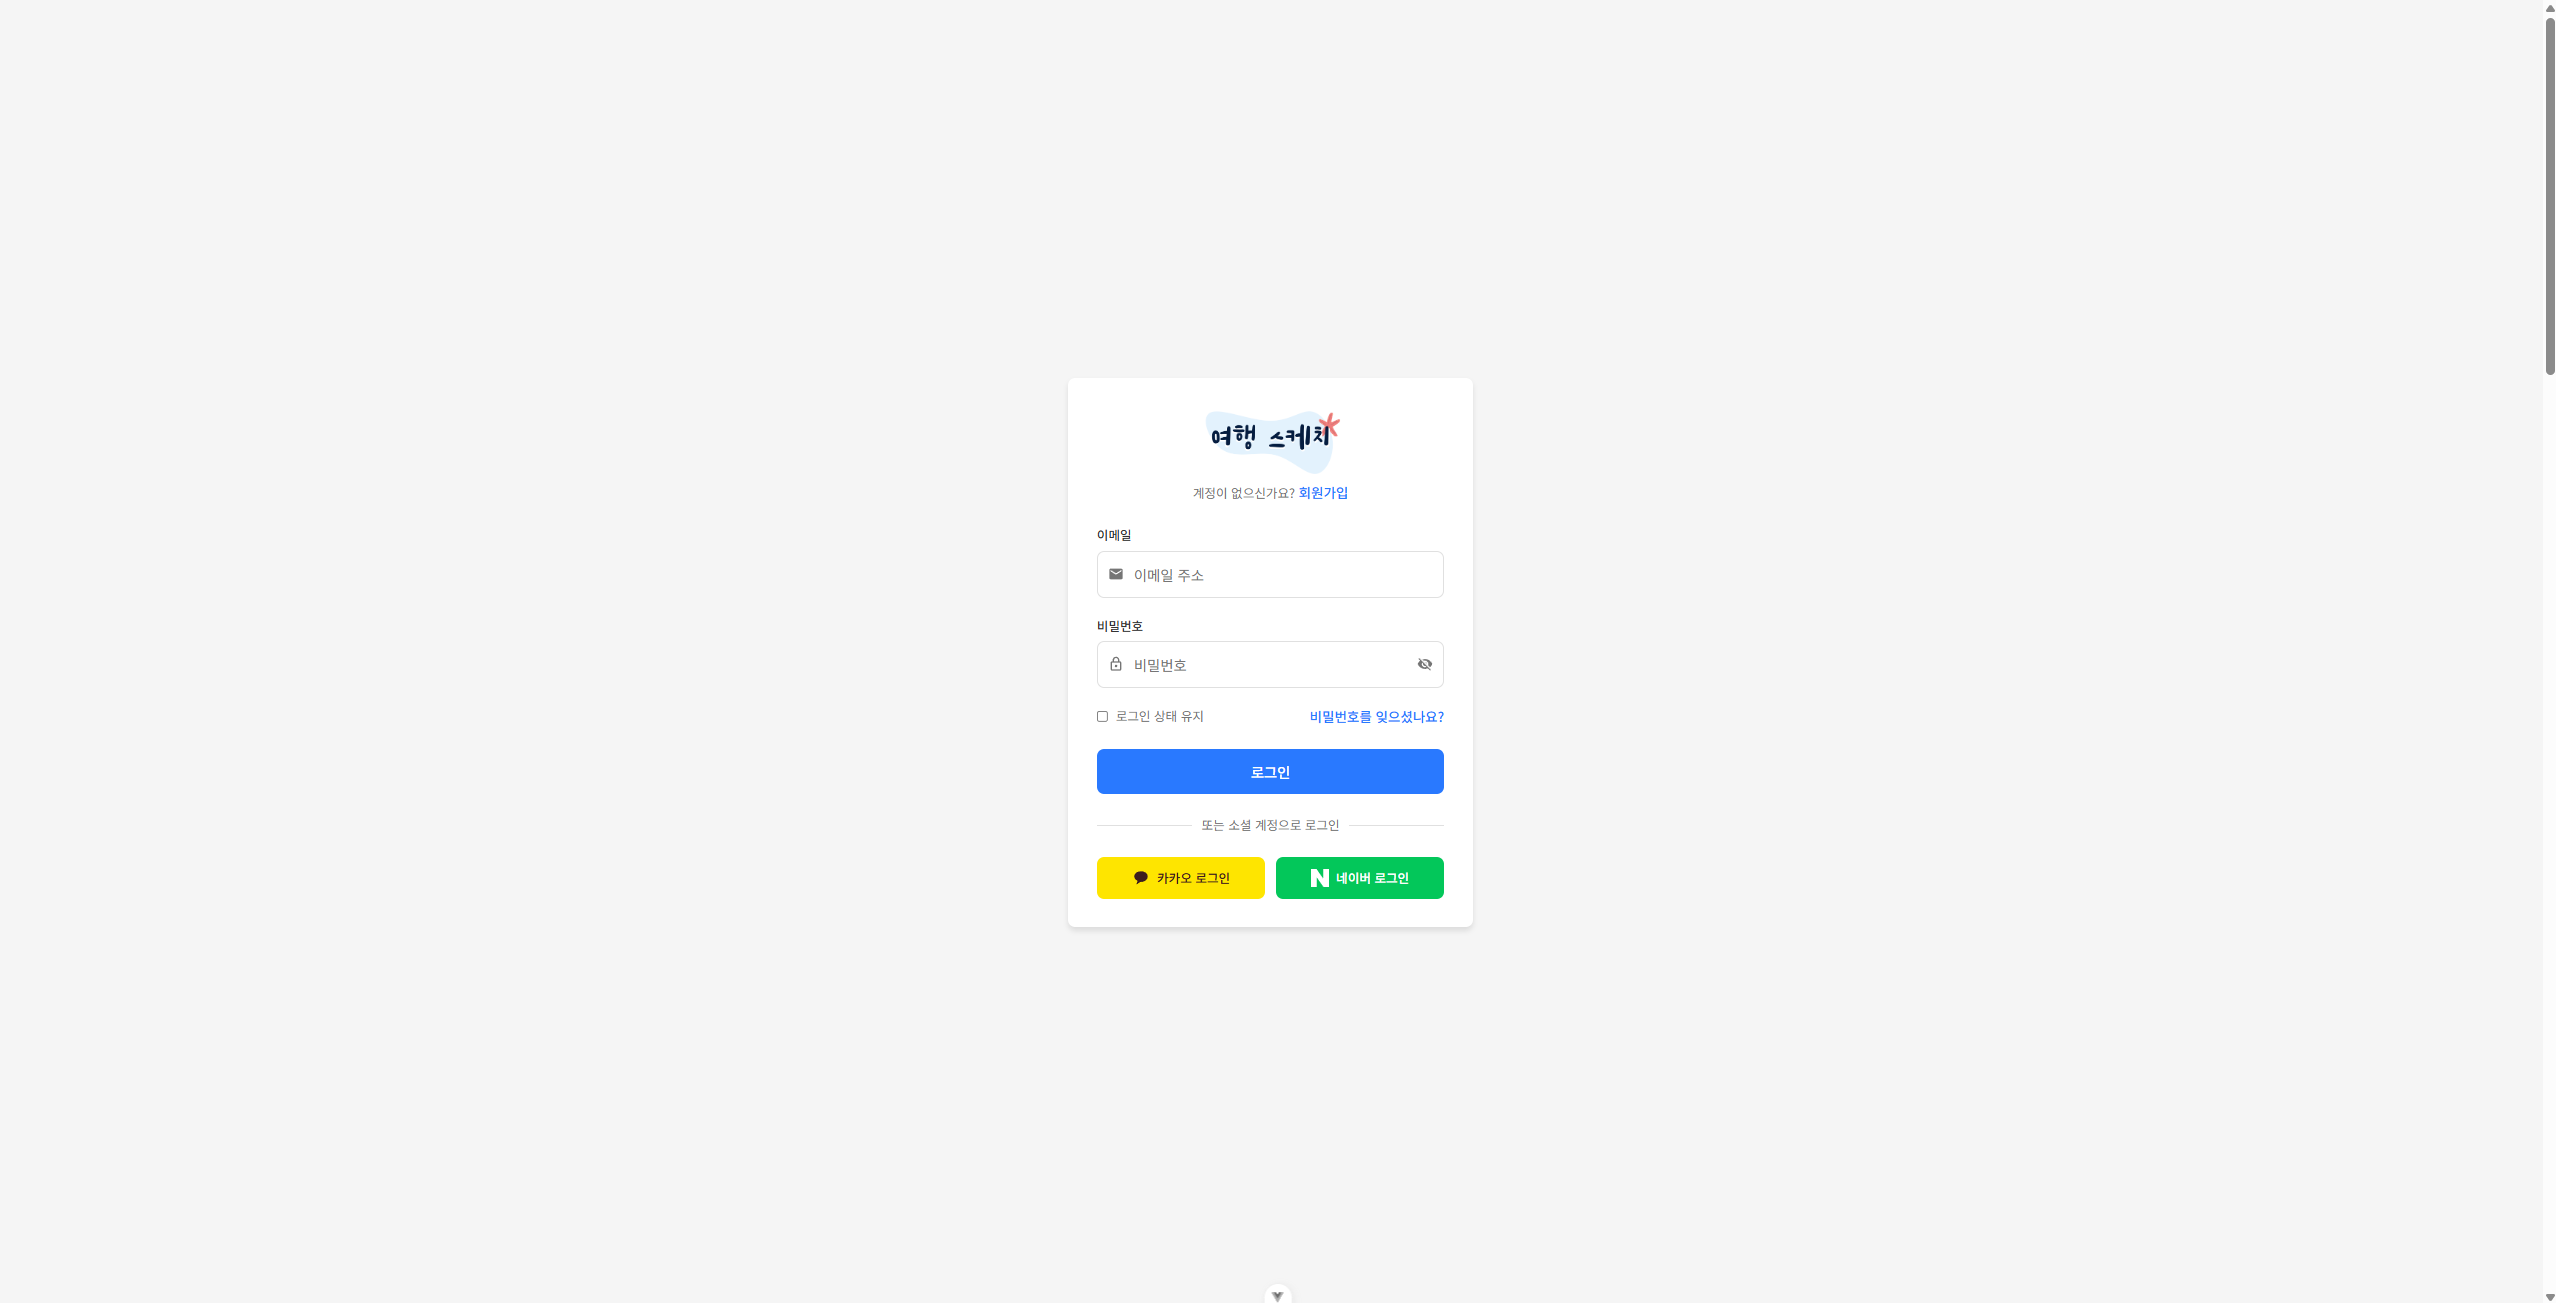 여행 스케치
계정이 없으신가요? 회원가입
이메일
이메일 주소
비밀번호
비밀번호
로그인 상태 유지 비밀번호를 잊으셨나요?
로그인
또는 소셜 계정으로 로그인
카카오 로그인 N 네이버 로그인